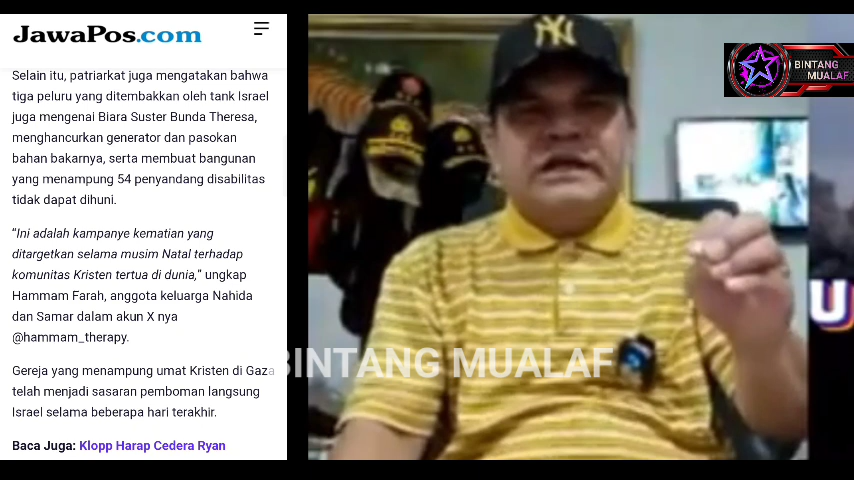 JawaPos.com
Selain itu, patriarkat juga mengatakan bahwa
tiga peluru yang ditembakkan oleh tank Israel
juga mengenai Biara Suster Bunda Theresa,
menghancurkan generator dan pasokan
bahan bakarnya, serta membuat bangunan
yang menampung 54 penyandang disabilitas
tidak dapat dihuni.
"Ini adalah kampanye kematian yang
ditargetkan selama musim Natal terhadap
komunitas Kristen tertua di dunia," ungkap
Hammam Farah, anggota keluarga Nahida
dan Samar dalam akun X nya
@hammam_therapy.
Gereja yang menampung umat Kristen di Gaza
telah menjadi sasaran pemboman langsung
Israel selama beberapa hari terakhir.
Baca Juga: Klopp Harap Cedera Ryan
NY
BINTANG
MUALAF
BINTANG MUALAF
U